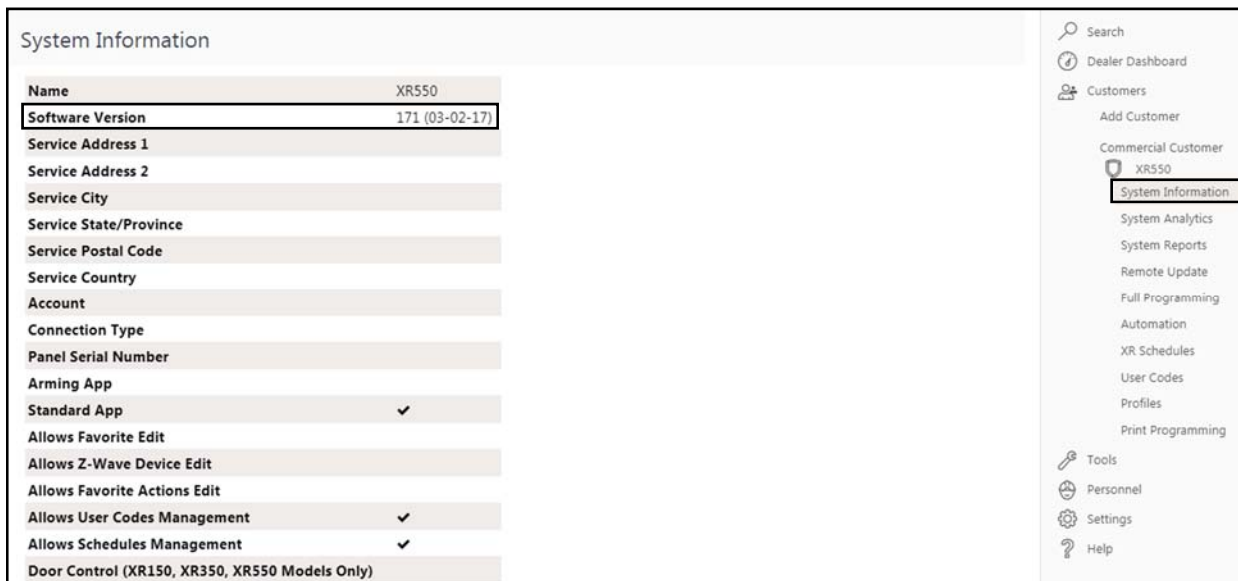 System Information
Name XR550
Software Version 171 (03-02-17)
Service Address 1
Service Address 2
Service City
Service State/Province
Service Postal Code
Service Country
Account
Connection Type
Panel Serial Number
Arming App
Standard App ✔
Allows Favorite Edit
Allows Z-Wave Device Edit
Allows Favorite Actions Edit
Allows User Codes Management ✔
Allows Schedules Management ✔
Door Control (XR150, XR350, XR550 Models Only)
Search
Dealer Dashboard
Customers
Add Customer
Commercial Customer
XR550
System Information
System Analytics
System Reports
Remote Update
Full Programming
Automation
XR Schedules
User Codes
Profiles
Print Programming
Tools
Personnel
Settings
Help